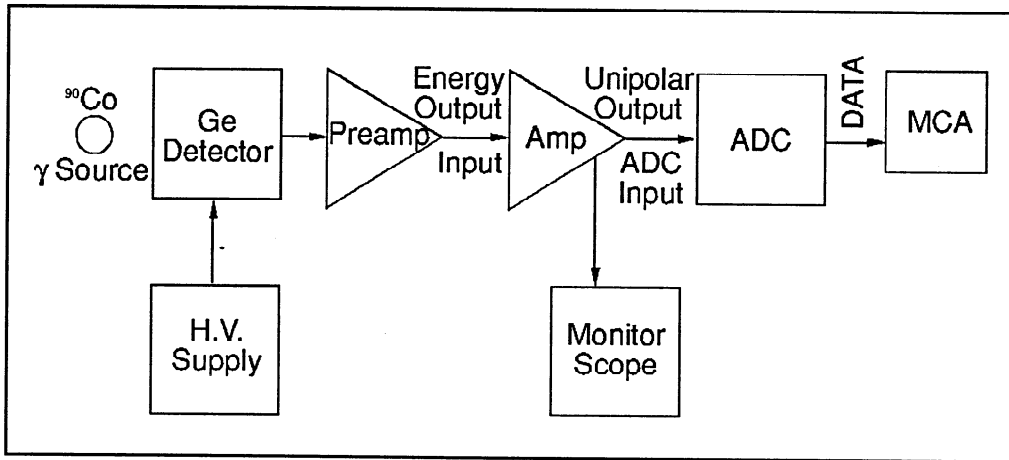 ⁹⁰Co
γ Source
Ge
Detector
Preamp
Energy
Output
Input
Amp
Unipolar
Output
ADC
Input
ADC
DATA
MCA
H.V.
Supply
Monitor
Scope